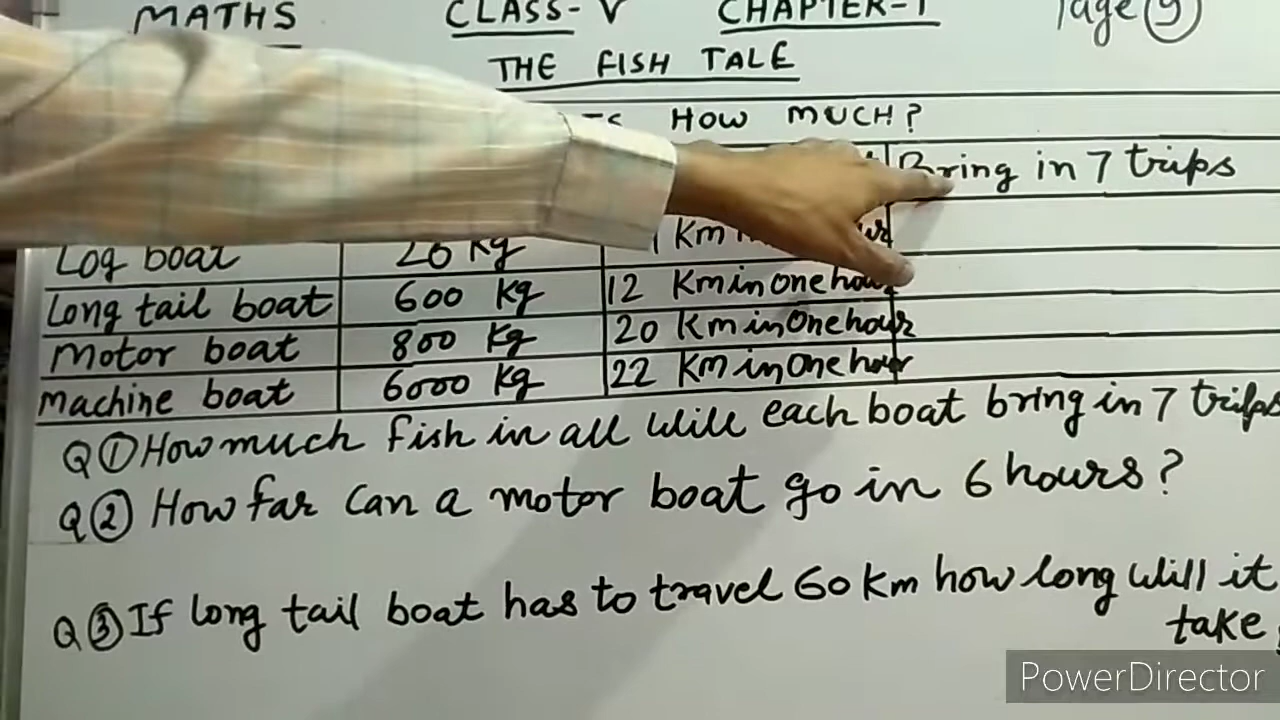 MATHS CLASS-V CHAPTER-1 Page 9
THE FISH TALE
HOW MUCH?
Bring in 7 trips
Log boat 20 Kg Km
Long tail boat 600 Kg 12 Km in one hour
Motor boat 800 Kg 20 Km in one hour
Machine boat 6000 Kg 22 Km in one hour
Q ① How much fish in all will each boat bring in 7 trips
Q ② How far can a motor boat go in 6 hours?
Q ③ If long tail boat has to travel 60 Km how long will it
take
PowerDirector